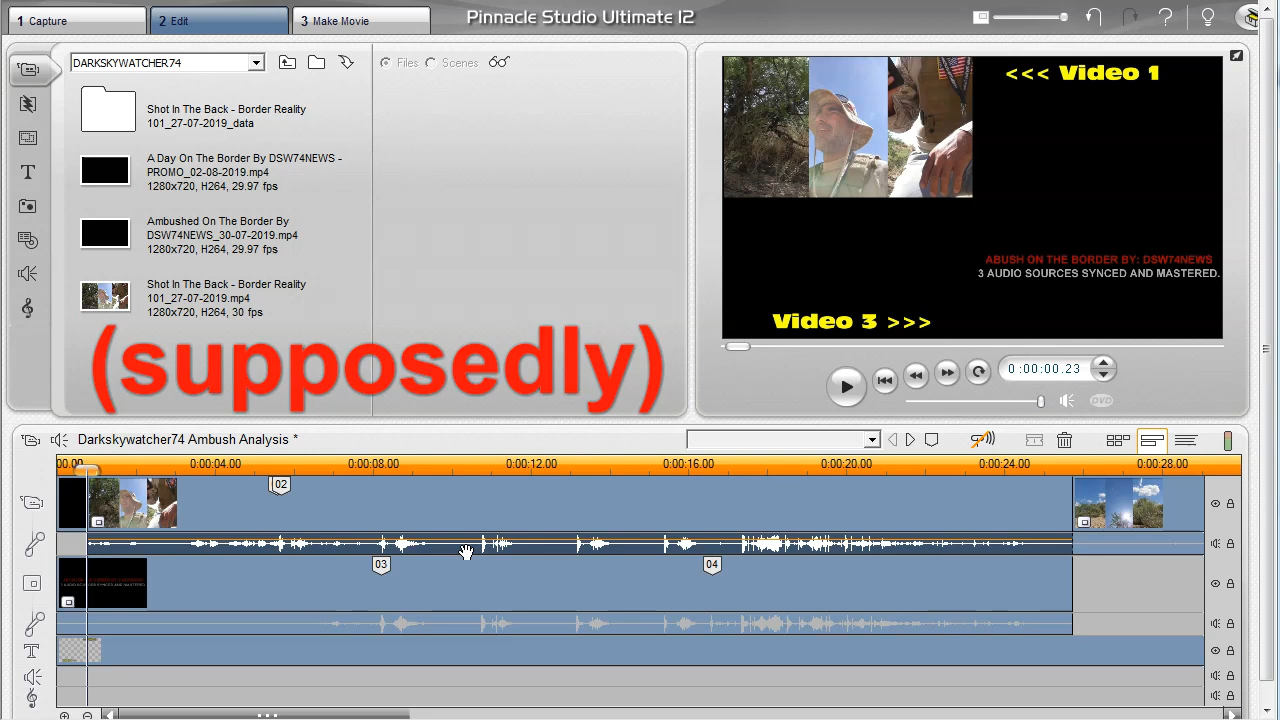 1 Capture
2 Edit
3 Make Movie
Pinnacle Studio Ultimate 12
DARKSKYWATCHER74
Files
Scenes
Shot In The Back - Border Reality
101_27-07-2019_data
A Day On The Border By DSW74NEWS -
PROMO_02-08-2019.mp4
1280x720, H264, 29.97 fps
Ambushed On The Border By
DSW74NEWS_30-07-2019.mp4
1280x720, H264, 29.97 fps
Shot In The Back - Border Reality
101_27-07-2019.mp4
1280x720, H264, 30 fps
(supposedly)
<<< Video 1
ABUSH ON THE BORDER BY: DSW74NEWS
3 AUDIO SOURCES SYNCED AND MASTERED.
Video 3 >>>
0:00:00.23
DVD
Darkskywatcher74 Ambush Analysis *
00.00
0:00:04.00
0:00:08.00
0:00:12.00
0:00:16.00
0:00:20.00
0:00:24.00
0:00:28.00
02
03
04